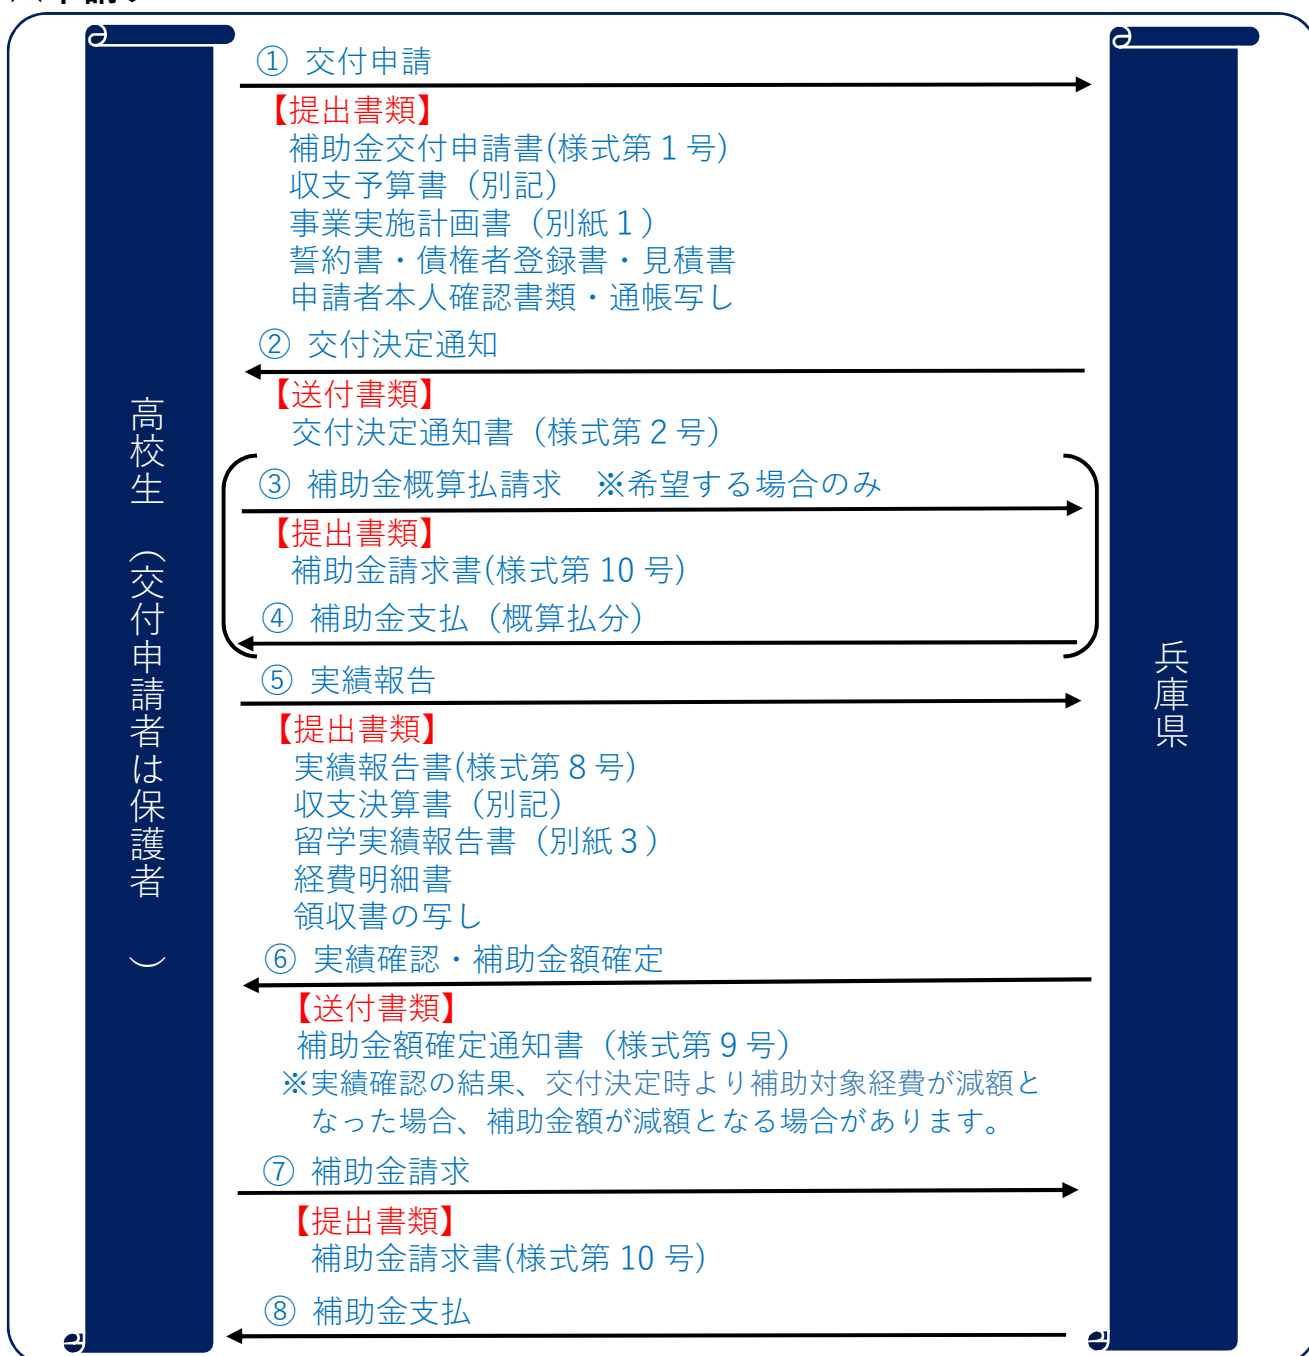 ① 交付申請
【提出書類】
補助金交付申請書(様式第１号)
収支予算書（別記）
事業実施計画書（別紙１）
誓約書・債権者登録書・見積書
申請者本人確認書類・通帳写し
② 交付決定通知
【送付書類】
交付決定通知書（様式第２号）
③ 補助金概算払請求　※希望する場合のみ
【提出書類】
補助金請求書(様式第 10 号)
④ 補助金支払（概算払分）
⑤ 実績報告
【提出書類】
実績報告書(様式第８号)
収支決算書（別記）
留学実績報告書（別紙３）
経費明細書
領収書の写し
⑥ 実績確認・補助金額確定
【送付書類】
補助金額確定通知書（様式第９号）
※実績確認の結果、交付決定時より補助対象経費が減額と
なった場合、補助金額が減額となる場合があります。
⑦ 補助金請求
【提出書類】
補助金請求書(様式第 10 号)
⑧ 補助金支払
高校生　（交付申請者は保護者　）
兵庫県